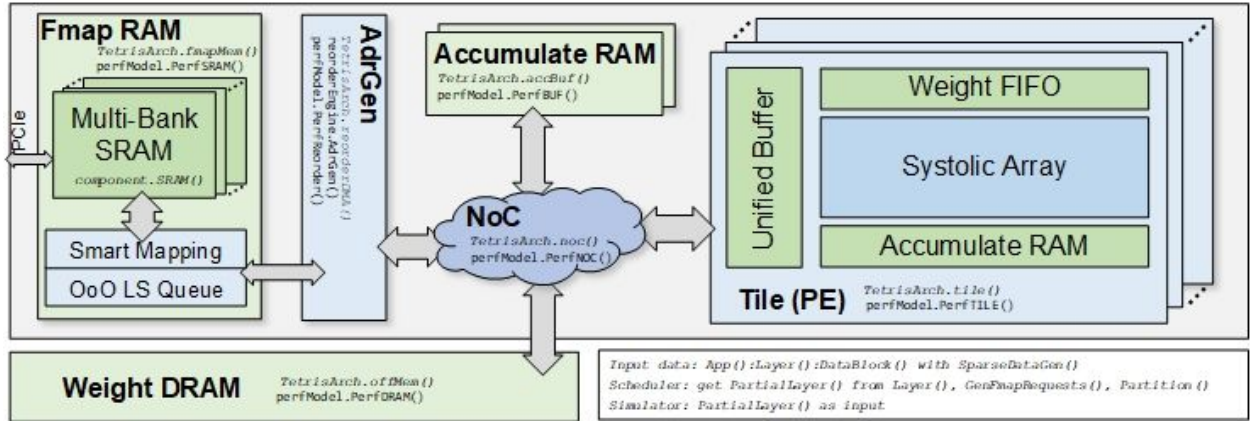 Fmap RAM
TetrisArch.fmapMem()
perfModel.PerfSRAM()
Multi-Bank
SRAM
component.SRAM()
PCIe
Smart Mapping
OoO LS Queue
AdrGen
TetrisArch.reorderDMA()
reorderEngine.AdrGen()
perfModel.PerfReorder()
Accumulate RAM
TetrisArch.accBuf()
perfModel.PerfBUF()
NoC
TetrisArch.noc()
perfModel.PerfNOC()
Unified Buffer
Weight FIFO
Systolic Array
Accumulate RAM
Tile (PE)
TetrisArch.tile()
perfModel.PerfTILE()
Weight DRAM
TetrisArch.offMem()
perfModel.PerfDRAM()
Input data: App():Layer():DataBlock() with SparseDataGen()
Scheduler: get PartialLayer() from Layer(), GenFmapRequests(), Partition()
Simulator: PartialLayer() as input